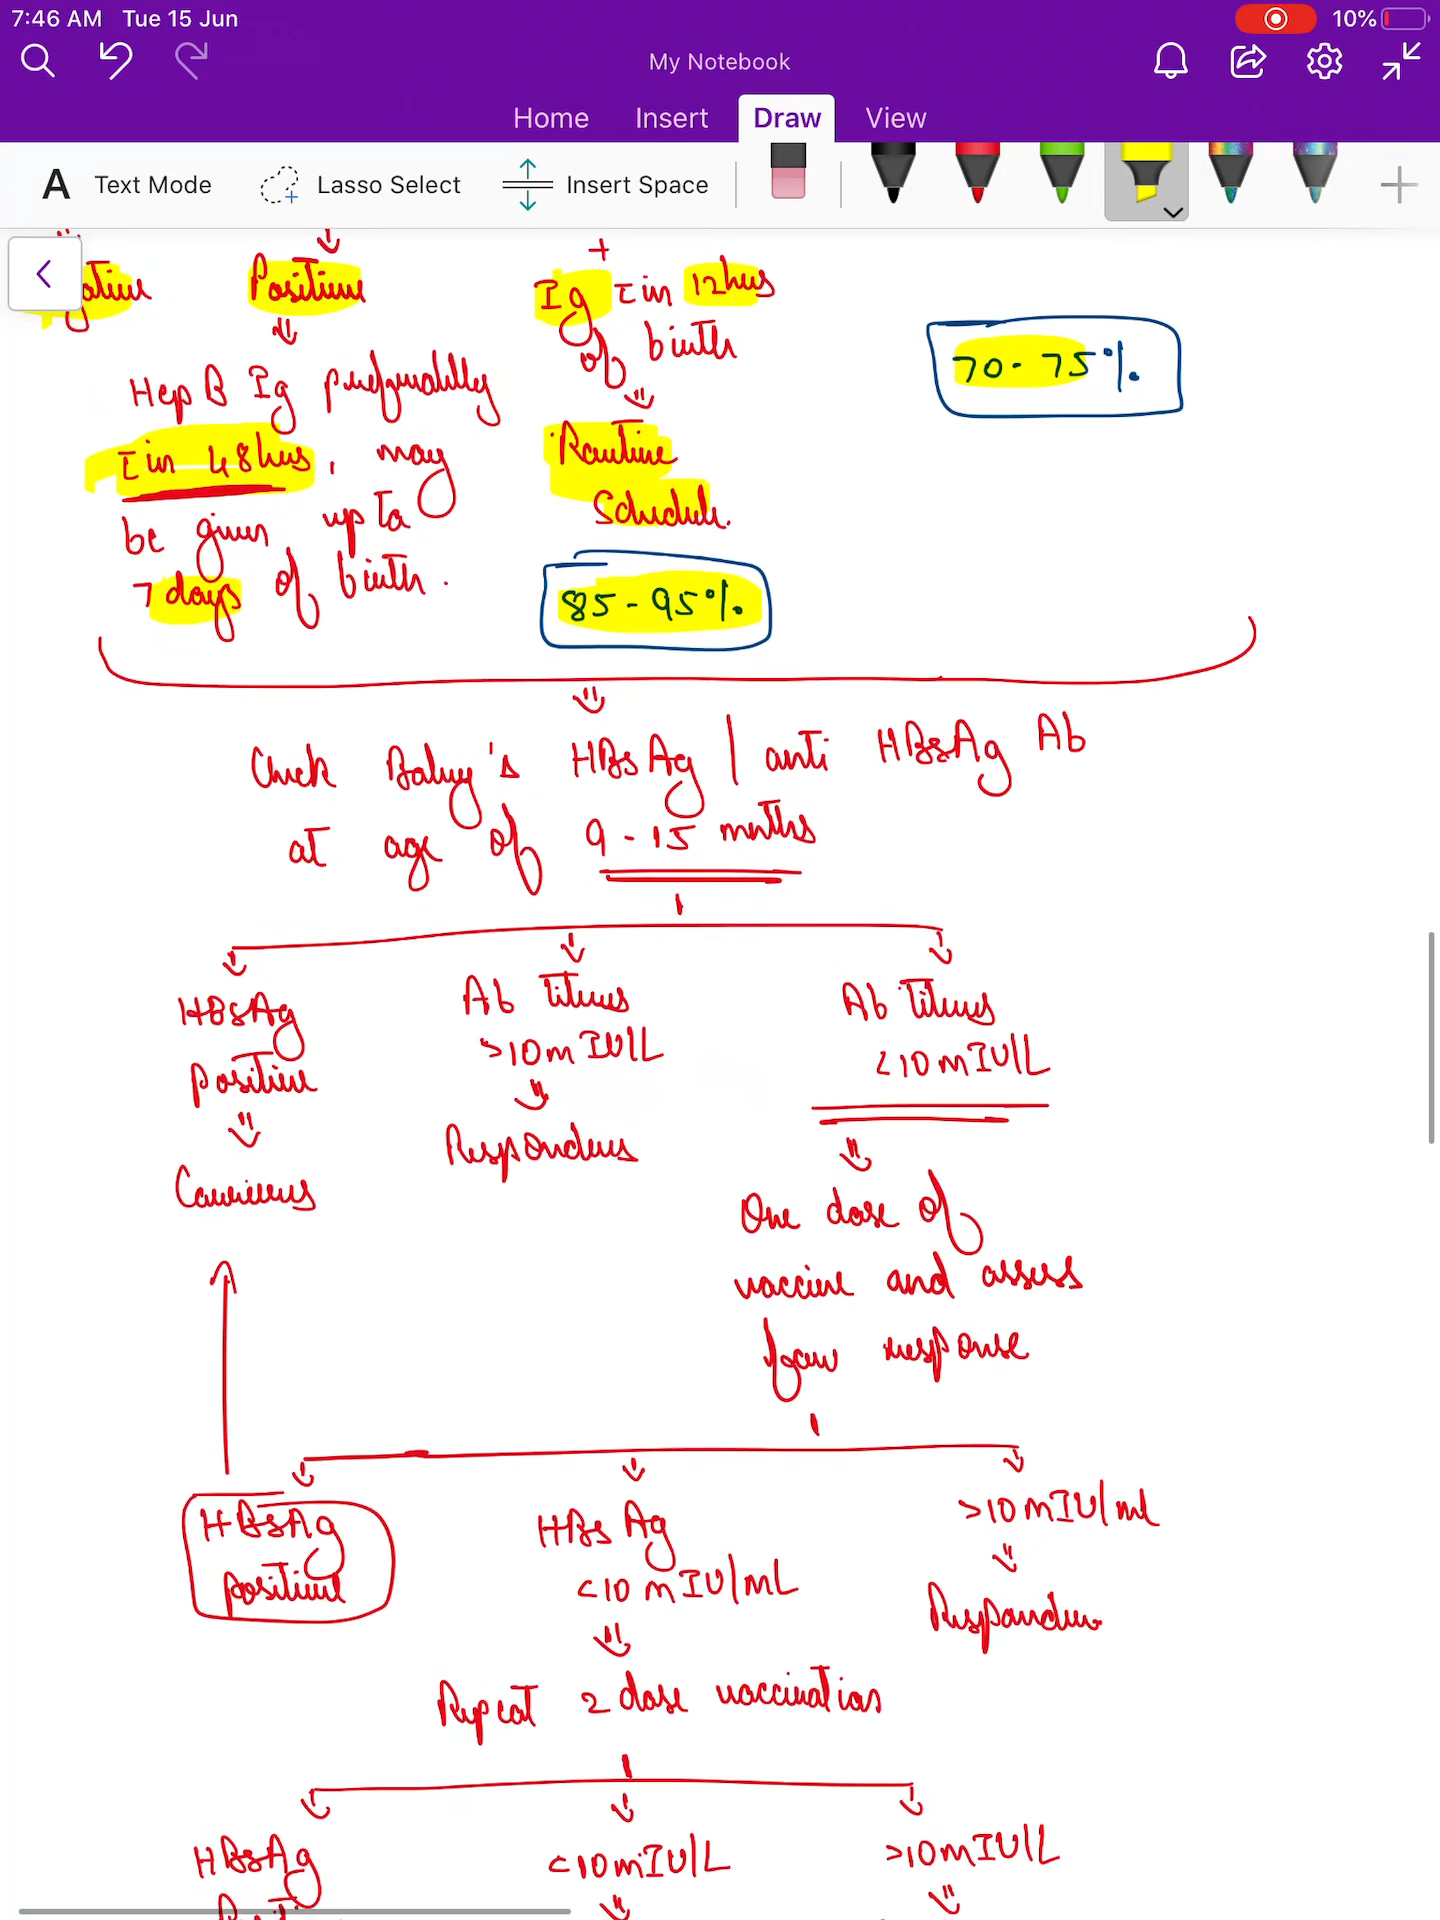 7:46 AM Tue 15 Jun
10%
My Notebook
Home Insert Draw View
A Text Mode Lasso Select Insert Space
Positive
Hep B Ig preferrably
in 48hrs, may
be given up to
7 days of birth.
+
Ig in 12hrs
of birth
Routine
Schedule.
85-95%
70-75%
Check Baby's HBsAg / anti HBsAg Ab
at age of 9-15 months
HBsAg
Positive
Carriers
Ab titres
>10mIU/L
Responders
Ab titres
<10mIU/L
One dose of
vaccine and assess
for response
HBsAg
positive
HBsAg
<10 mIU/mL
Repeat 2 dose vaccination
>10mIU/ml
Responder
HBsAg
<10mIU/L
>10mIU/L